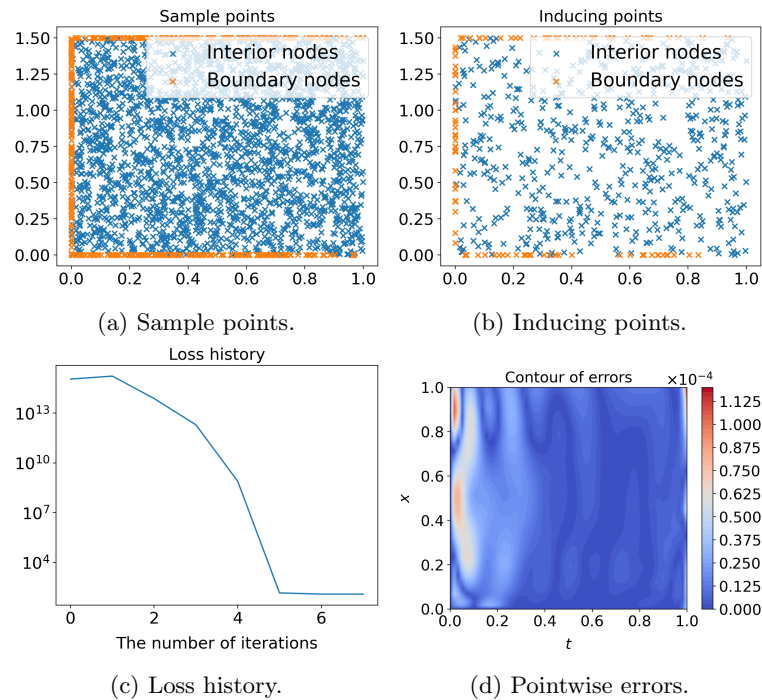 Sample points
1.50
1.25
1.00
0.75
0.50
0.25
0.00
Interior nodes
Boundary nodes
0.0 0.2 0.4 0.6 0.8 1.0
(a) Sample points.
Inducing points
1.50
1.25
1.00
0.75
0.50
0.25
0.00
Interior nodes
Boundary nodes
0.0 0.2 0.4 0.6 0.8 1.0
(b) Inducing points.
Loss history
10^13
10^10
10^7
10^4
0 2 4 6
The number of iterations
(c) Loss history.
Contour of errors
×10^-4
1.0
0.8
0.6
0.4
0.2
0.0
x
0.0 0.2 0.4 0.6 0.8 1.0
t
1.125
1.000
0.875
0.750
0.625
0.500
0.375
0.250
0.125
0.000
(d) Pointwise errors.